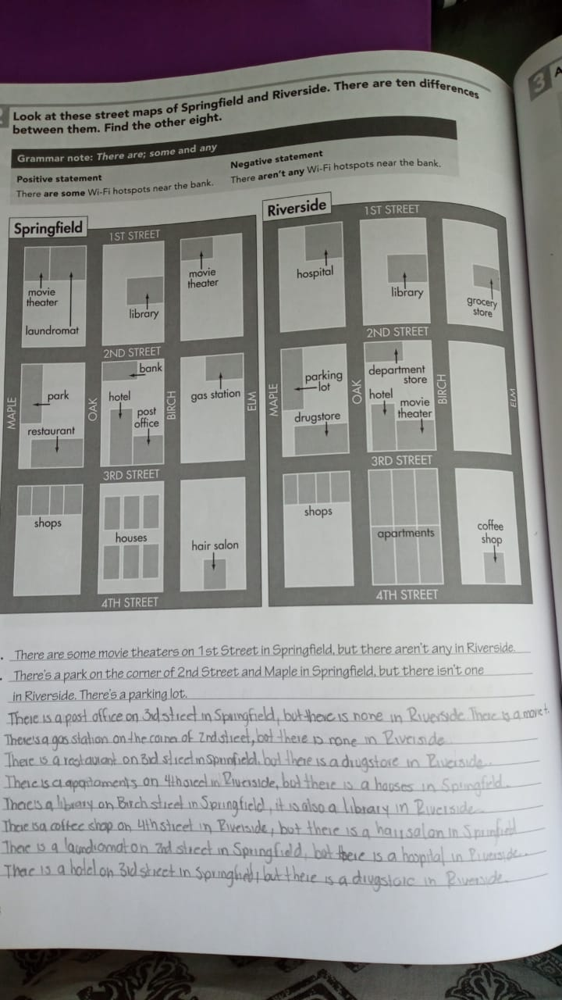 3 A
Look at these street maps of Springfield and Riverside. There are ten differences
between them. Find the other eight.
Grammar note: There are; some and any
Positive statement
There are some Wi-Fi hotspots near the bank.
Negative statement
There aren't any Wi-Fi hotspots near the bank.
Springfield
1ST STREET
movie
theater
laundromat
library
movie
theater
2ND STREET
MAPLE
park
restaurant
OAK
bank
hotel
post
office
BIRCH
gas station
ELM
3RD STREET
shops
houses
hair salon
4TH STREET
Riverside
1ST STREET
hospital
library
grocery
store
2ND STREET
MAPLE
parking
lot
drugstore
OAK
department
store
hotel
movie
theater
BIRCH
ELM
3RD STREET
shops
apartments
coffee
shop
4TH STREET
There are some movie theaters on 1st Street in Springfield, but there aren't any in Riverside.
There's a park on the corner of 2nd Street and Maple in Springfield, but there isn't one
in Riverside. There's a parking lot.
There is a post office on 3rd street in Springfield, but there is none in Riverside. There is a movie t.
There is a gas station on the corner of 2nd street, but there is none in Riverside
There is a restaurant on 3rd street in Sprinfield, but there is a drugstore in Riverside.
There is a appartaments on 4th street in Riverside, but there is a houses in Springfield.
There is a library on Birch street in Springfield, it is also a library in Riverside
There is a coffee shop on 4th street in Riverside, but there is a hair salon in Sprinfield
There is a laundromat on 2nd street in Springfield, but there is a hospital in Riverside.
There is a hotel on 3rd street in Springfield, but there is a drugstore in Riverside.